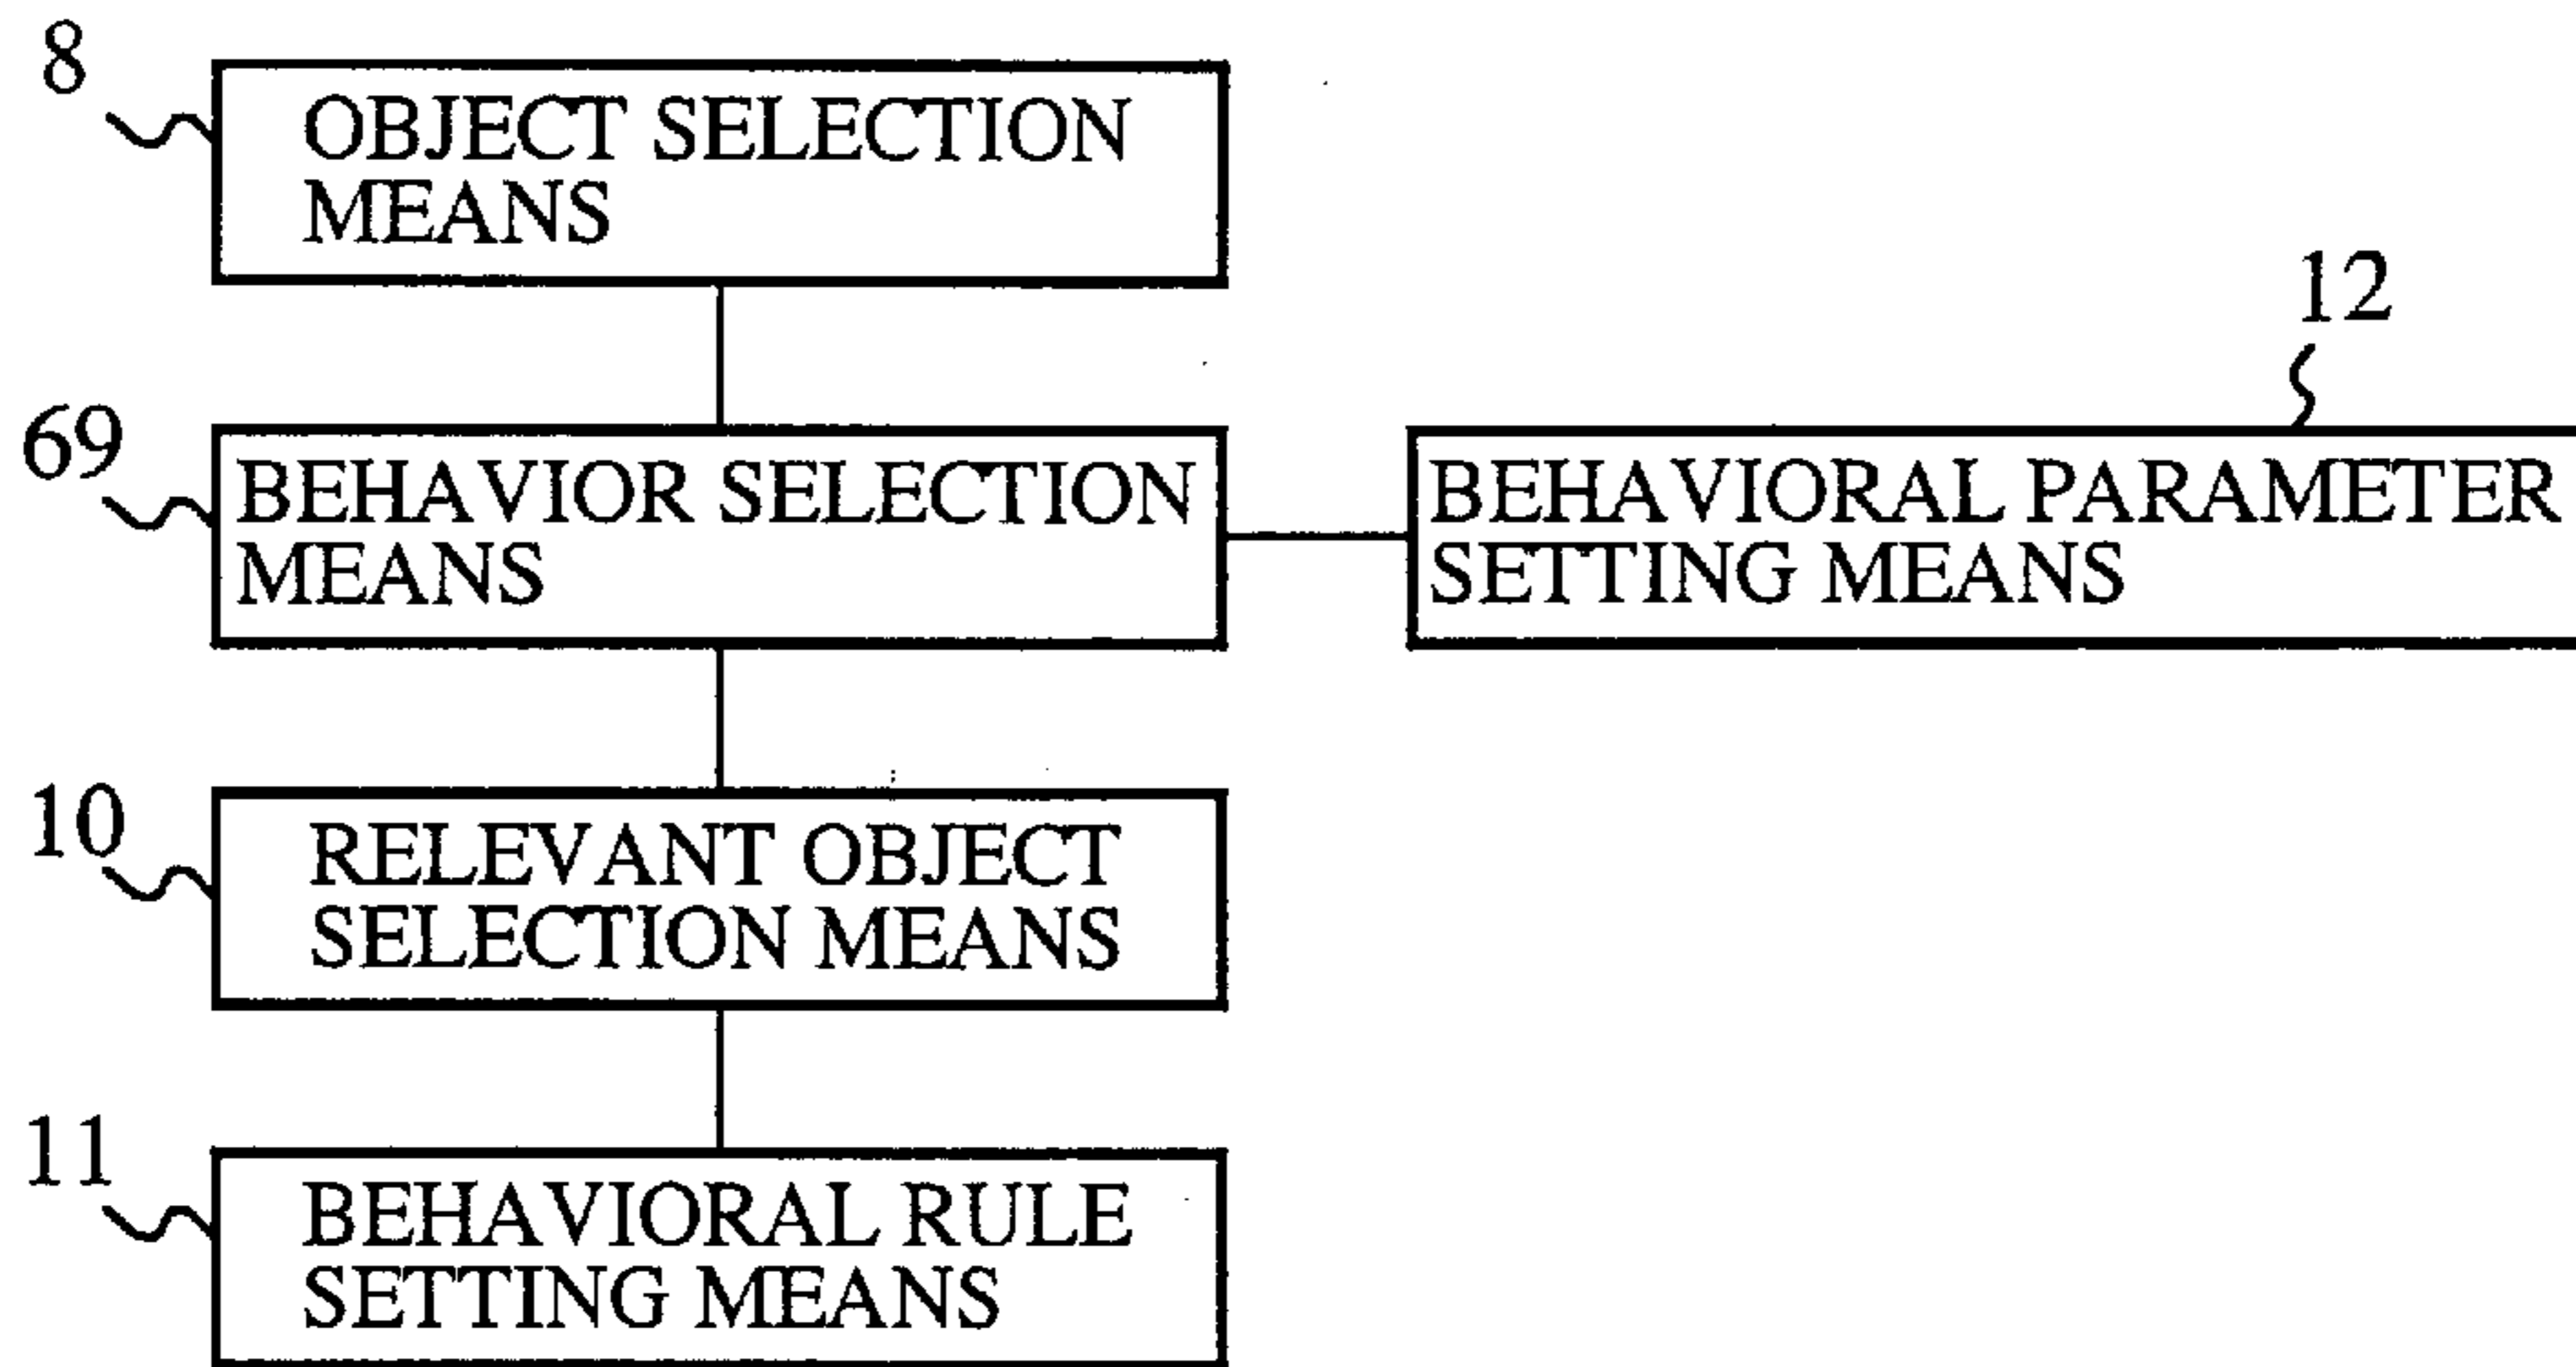 8
OBJECT SELECTION
MEANS
12
69
BEHAVIOR SELECTION
MEANS
BEHAVIORAL PARAMETER
SETTING MEANS
10
RELEVANT OBJECT
SELECTION MEANS
11
BEHAVIORAL RULE
SETTING MEANS